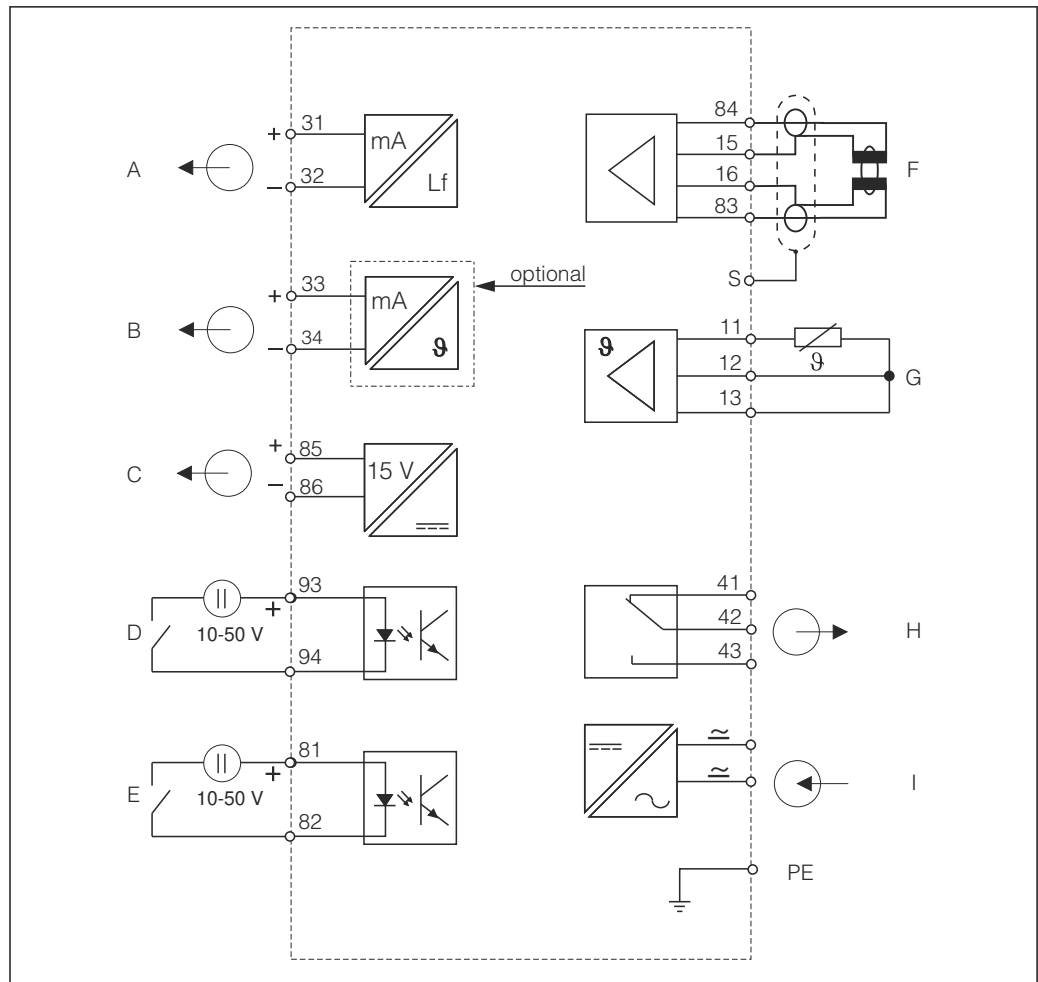 A
+
31
−
32
mA
Lf
B
+
33
−
34
mA
ϑ
optional
C
+
85
−
86
15 V
D
10-50 V
+
93
94
E
10-50 V
+
81
82
84
15
16
83
F
S
ϑ
11
12
13
ϑ
G
41
42
43
H
≃
≃
I
PE